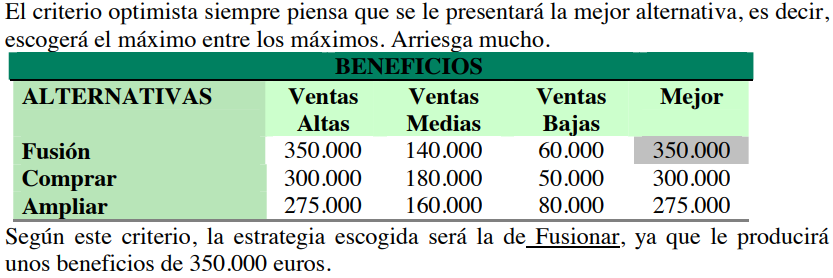 El criterio optimista siempre piensa que se le presentará la mejor alternativa, es decir,
escogerá el máximo entre los máximos. Arriesga mucho.
BENEFICIOS
ALTERNATIVAS Ventas Altas Ventas Medias Ventas Bajas Mejor
Fusión 350.000 140.000 60.000 350.000
Comprar 300.000 180.000 50.000 300.000
Ampliar 275.000 160.000 80.000 275.000
Según este criterio, la estrategia escogida será la de Fusionar, ya que le producirá
unos beneficios de 350.000 euros.